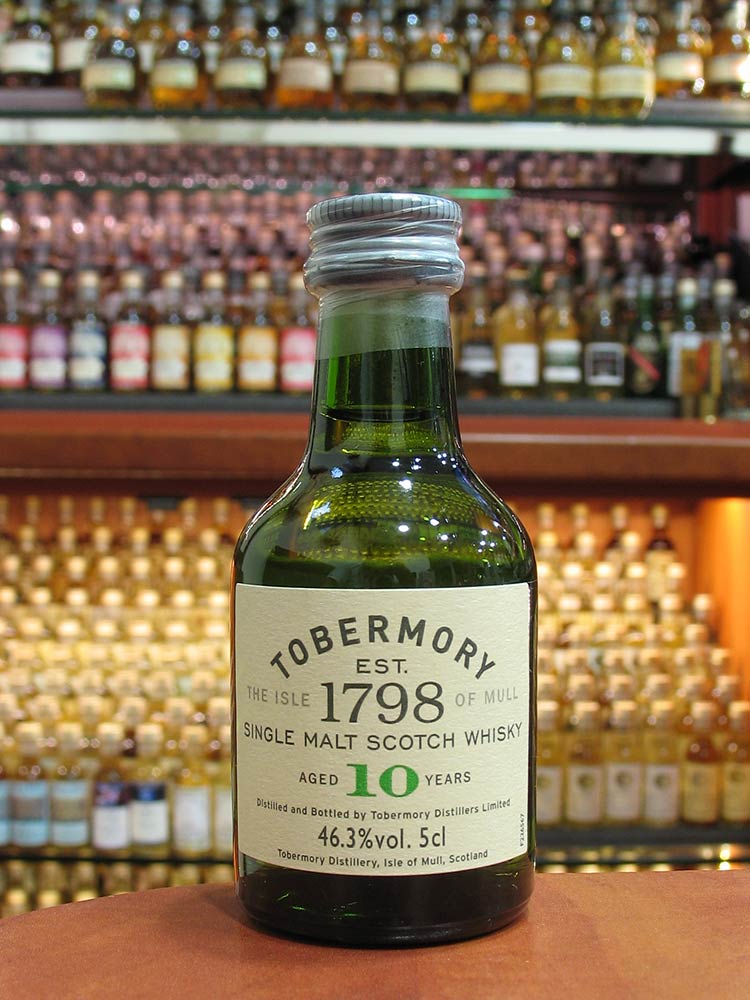 TOBERMORY
EST.
THE ISLE 1798 OF MULL
SINGLE MALT SCOTCH WHISKY
AGED 10 YEARS
Distilled and Bottled by Tobermory Distillers Limited
46.3%vol. 5cl
Tobermory Distillery, Isle of Mull, Scotland